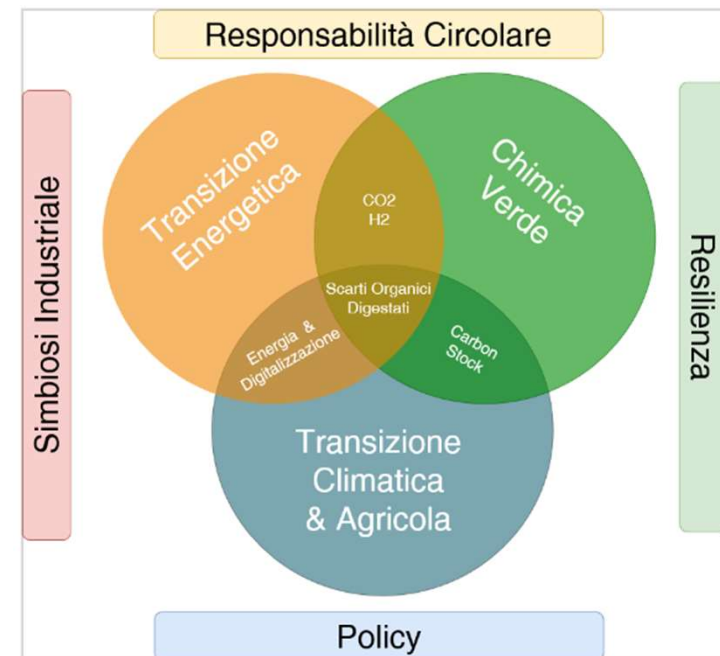 Responsabilità Circolare
Simbiosi Industriale
Transizione
Energetica
CO2
H2
Chimica
Verde
Resilienza
Scarti Organici
Digestati
Energia &
Digitalizzazione
Carbon
Stock
Transizione
Climatica
& Agricola
Policy